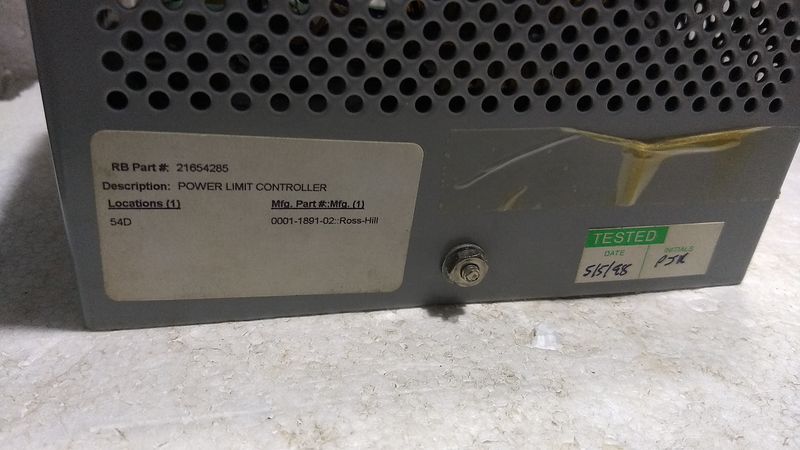 RB Part #: 21654285
Description: POWER LIMIT CONTROLLER
Locations (1) Mfg. Part #::Mfg. (1)
54D 0001-1891-02::Ross-Hill
TESTED
DATE INITIALS
5/5/98 PJK